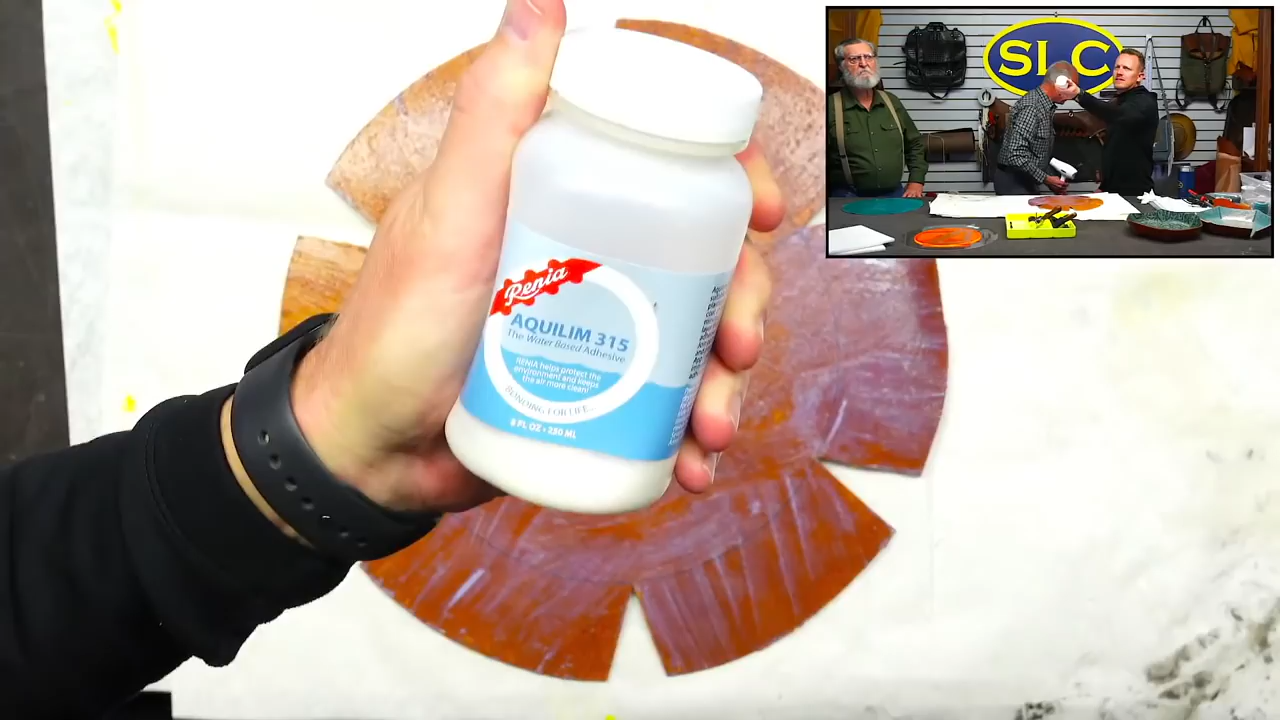 SLC
Renia
AQUILIM 315
The Water Based Adhesive
RENIA helps protect the
environment and keeps
the air more clean!
BONDING FOR LIFE...
8 FL OZ • 230 ML